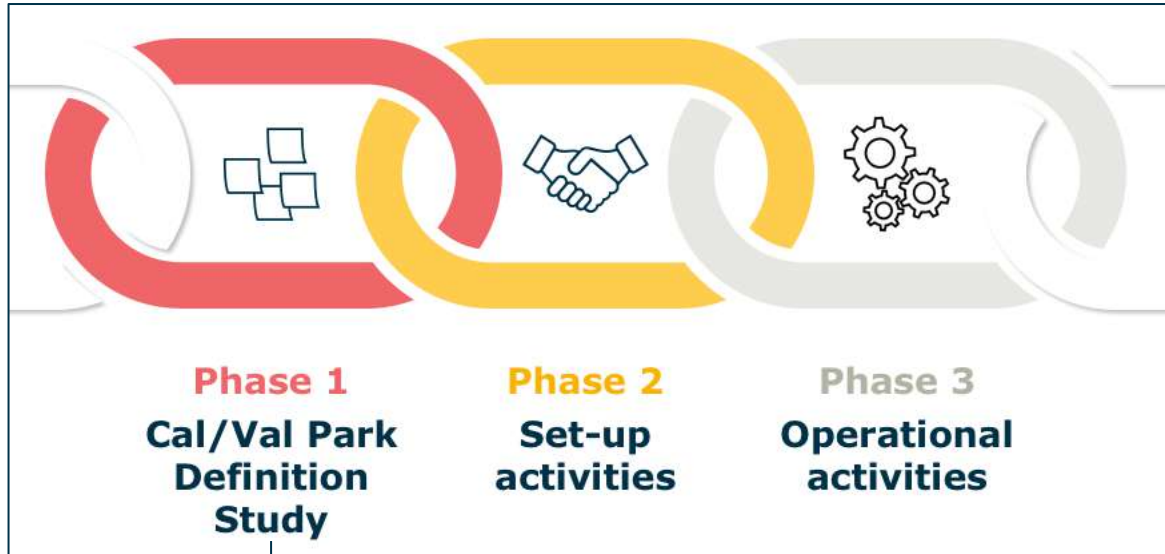 Phase 1
Cal/Val Park
Definition
Study
Phase 2
Set-up
activities
Phase 3
Operational
activities